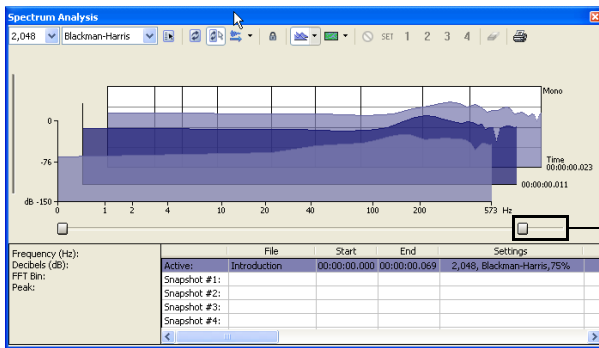 Spectrum Analysis
2,048 Blackman-Harris SET 1 2 3 4
Mono
0
-76
Time
00:00:00.023
00:00:00.011
dB -150
0 1 2 4 10 20 40 100 200 573 Hz
Frequency (Hz):
Decibels (dB):
FFT Bin:
Peak:
File Start End Settings
Active: Introduction 00:00:00.000 00:00:00.069 2,048, Blackman-Harris,75%
Snapshot #1:
Snapshot #2:
Snapshot #3:
Snapshot #4: